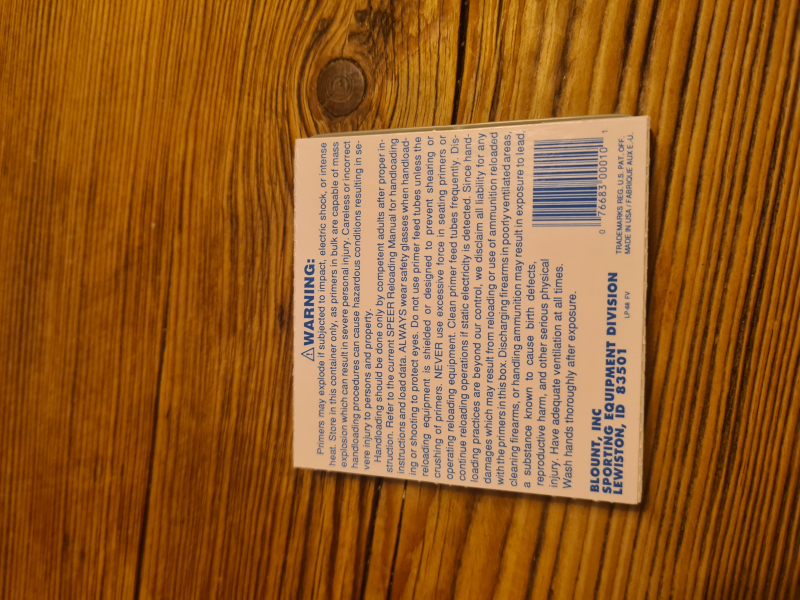 ⚠WARNING:
Primers may explode if subjected to impact, electric shock, or intense
heat. Store in this container only, as primers in bulk are capable of mass
explosion which can result in severe personal injury. Careless or incorrect
handloading procedures can cause hazardous conditions resulting in se-
vere injury to persons and property.
Handloading should be done only by competent adults after proper in-
struction. Refer to the current SPEER Reloading Manual for handloading
instructions and load data. ALWAYS wear safety glasses when handload-
ing or shooting to protect eyes. Do not use primer feed tubes unless the
reloading equipment is shielded or designed to prevent shearing or
crushing of primers. NEVER use excessive force in seating primers or
operating reloading equipment. Clean primer feed tubes frequently. Dis-
continue reloading operations if static electricity is detected. Since hand-
loading practices are beyond our control, we disclaim all liability for any
damages which may result from reloading or use of ammunition reloaded
with the primers in this box. Discharging firearms in poorly ventilated areas,
cleaning firearms, or handling ammunition may result in exposure to lead,
a substance known to cause birth defects,
reproductive harm, and other serious physical
injury. Have adequate ventilation at all times.
Wash hands thoroughly after exposure.
0 76683 00010 1
BLOUNT, INC
SPORTING EQUIPMENT DIVISION
LEWISTON, ID 83501
LP-44 FV
TRADEMARKS REG. U.S. PAT. OFF.
MADE IN USA / FABRIQUE AUX E.-U.